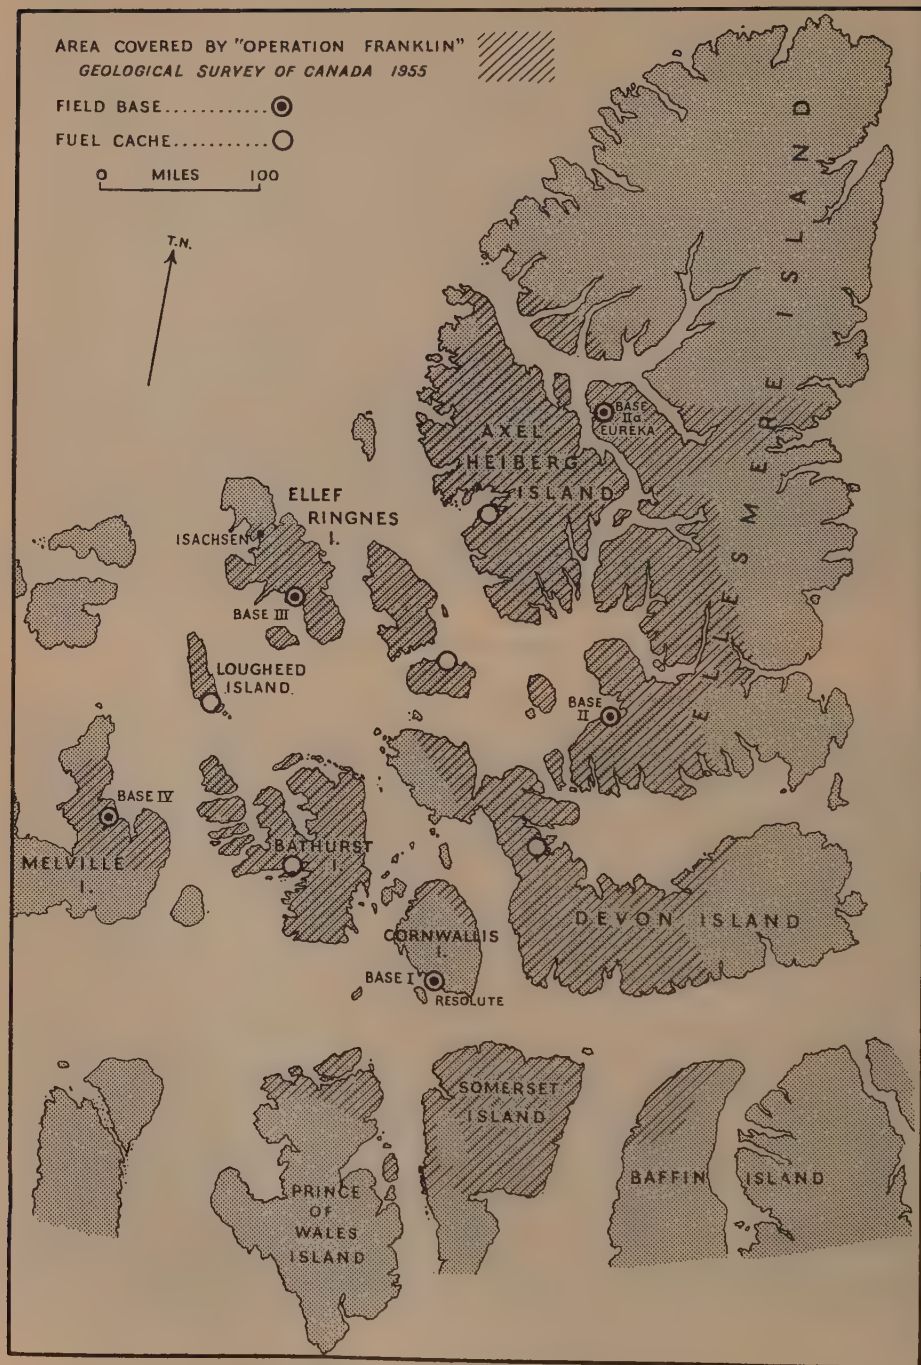 AREA COVERED BY "OPERATION FRANKLIN"
GEOLOGICAL SURVEY OF CANADA 1955
FIELD BASE...........
FUEL CACHE..........
0 MILES 100
T.N.
ELLESMERE ISLAND
BASE
IIa
EUREKA
AXEL
HEIBERG
ISLAND
ELLEF
RINGNES
I.
ISACHSEN
BASE III
LOUGHEED
ISLAND
BASE
II
BASE IV
MELVILLE
I.
BATHURST
I.
DEVON ISLAND
CORNWALLIS
I.
BASE I
RESOLUTE
SOMERSET
ISLAND
BAFFIN ISLAND
PRINCE
OF
WALES
ISLAND